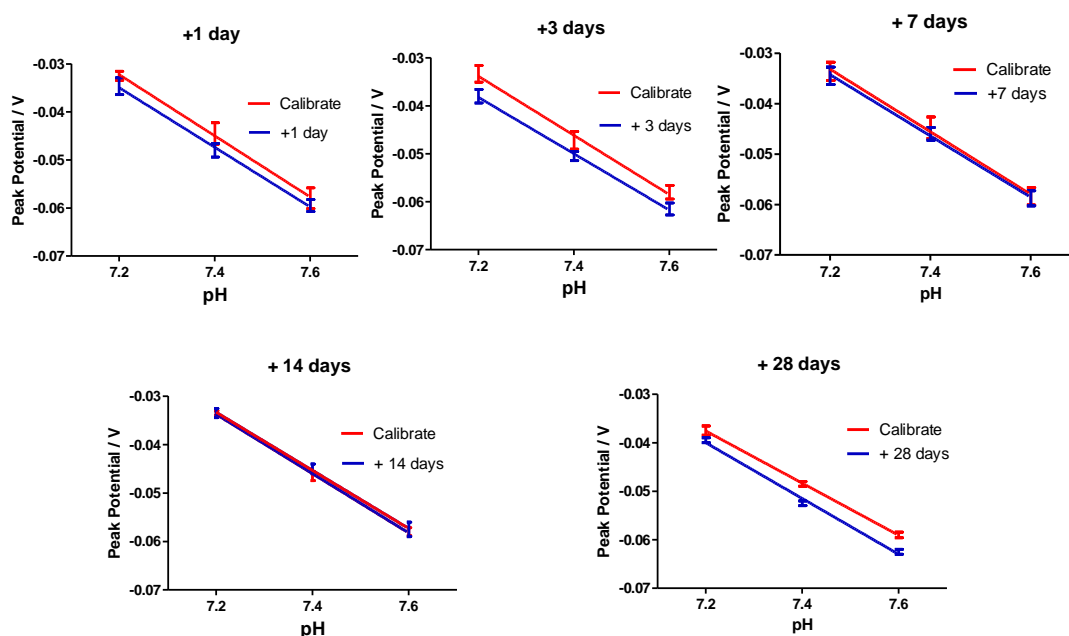 +1 day
Peak Potential / V
-0.03
-0.04
-0.05
-0.06
-0.07
7.2
7.4
7.6
pH
Calibrate
+1 day
+3 days
Peak Potential / V
-0.03
-0.04
-0.05
-0.06
-0.07
7.2
7.4
7.6
pH
Calibrate
+ 3 days
+ 7 days
Peak Potential / V
-0.03
-0.04
-0.05
-0.06
-0.07
7.2
7.4
7.6
pH
Calibrate
+7 days
+ 14 days
Peak Potential / V
-0.03
-0.04
-0.05
-0.06
-0.07
7.2
7.4
7.6
pH
Calibrate
+ 14 days
+ 28 days
Peak Potential / V
-0.03
-0.04
-0.05
-0.06
-0.07
7.2
7.4
7.6
pH
Calibrate
+ 28 days